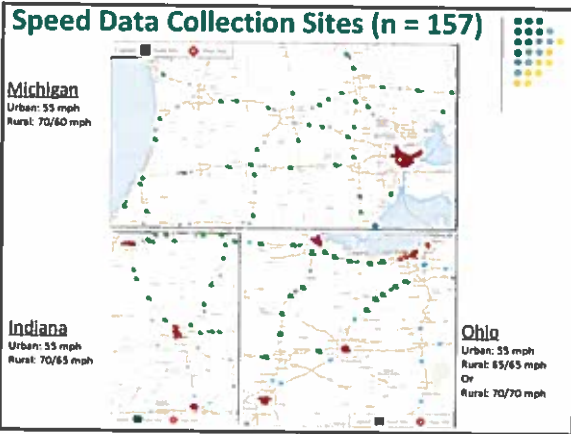 Speed Data Collection Sites (n = 157)
Michigan
Urban: 55 mph
Rural: 70/60 mph
Indiana
Urban: 55 mph
Rural: 70/65 mph
Ohio
Urban: 55 mph
Rural: 65/65 mph
Or
Rural: 70/70 mph